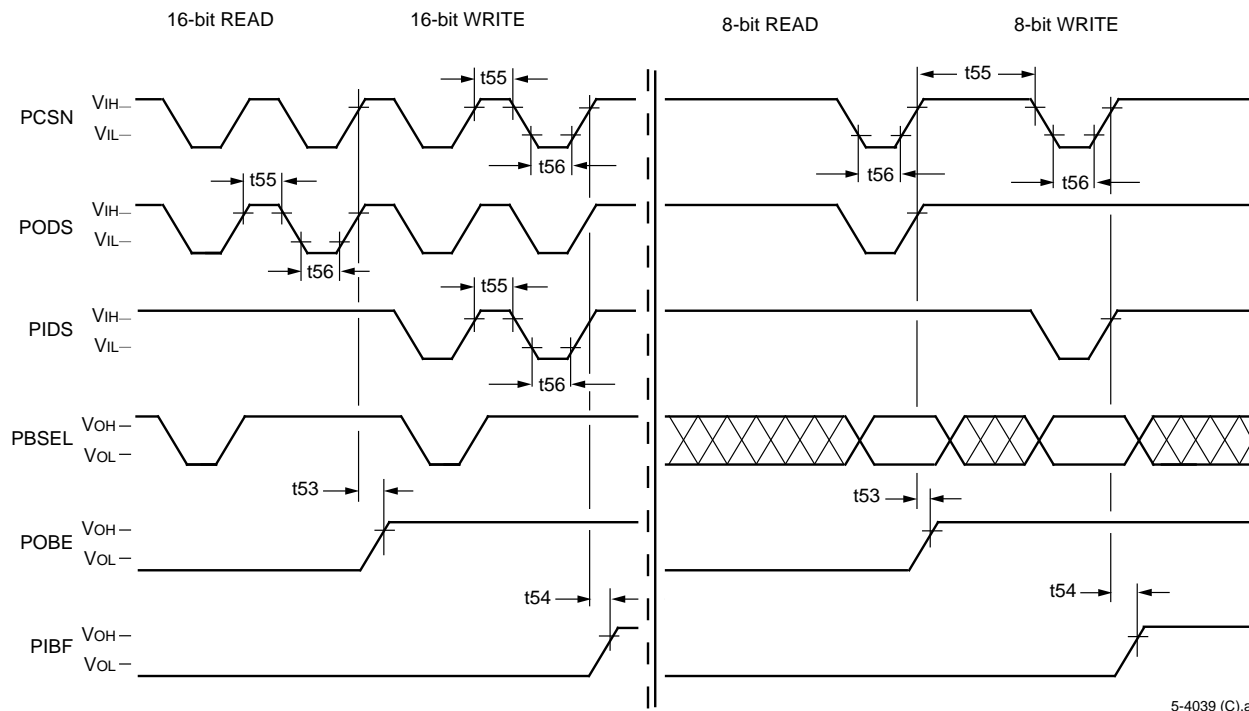 16-bit READ 16-bit WRITE 8-bit READ 8-bit WRITE
t55 t55
PCSN VIH VIL
t56 t56 t56
t55
PODS VIH VIL
t56 t55
PIDS VIH VIL
t56
PBSEL VOH VOL
t53 t53
POBE VOH VOL
t54 t54
PIBF VOH VOL
5-4039 (C).a